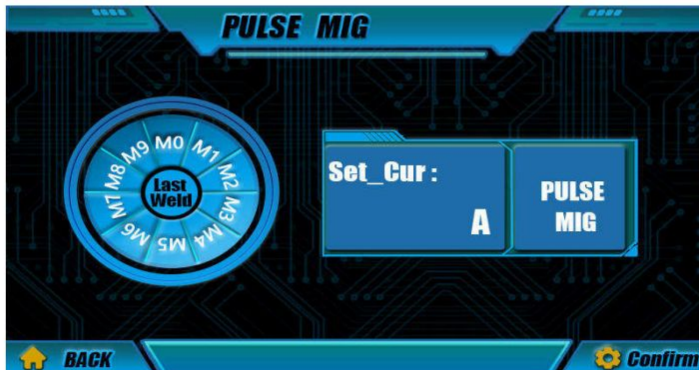 PULSE MIG
M0
M1
M2
M3
M4
M5
M6
M7
M8
M9
Last
Weld
Set_Cur:
A
PULSE
MIG
BACK
Confirm